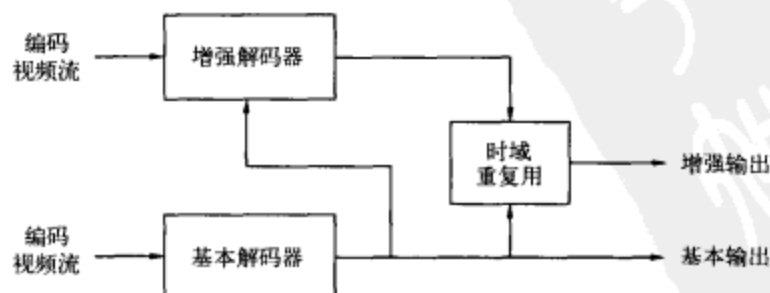 编码
视频流
增强解码器
时域
重复用
增强输出
编码
视频流
基本解码器
基本输出